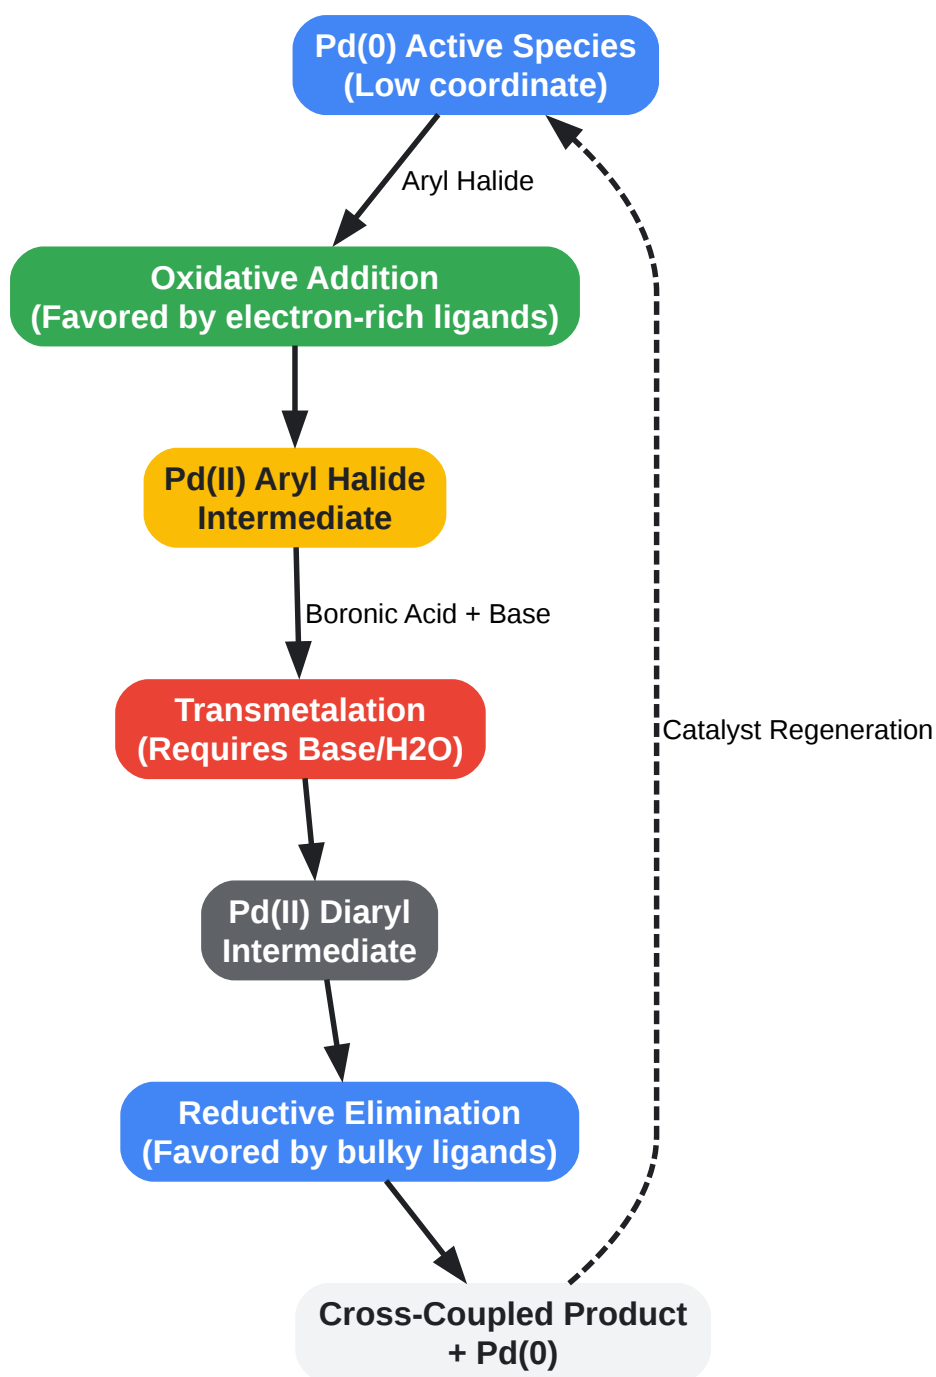 Pd(0) Active Species
(Low coordinate)
Aryl Halide
Oxidative Addition
(Favored by electron-rich ligands)
Pd(II) Aryl Halide
Intermediate
Boronic Acid + Base
Transmetalation
(Requires Base/H2O)
Catalyst Regeneration
Pd(II) Diaryl
Intermediate
Reductive Elimination
(Favored by bulky ligands)
Cross-Coupled Product
+ Pd(0)